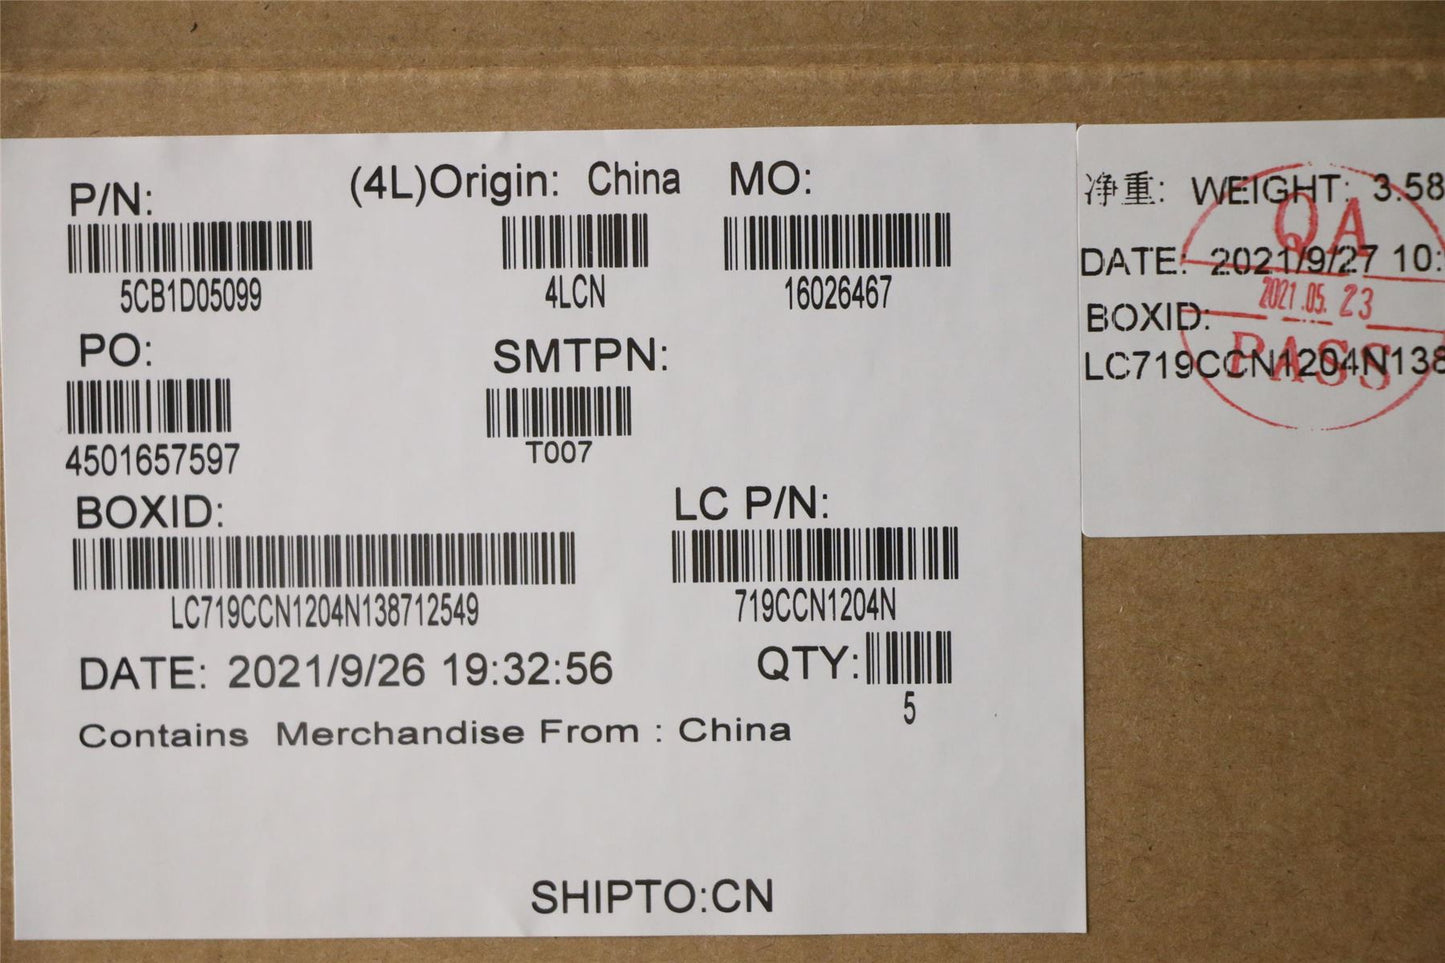 P/N:
(4L)Origin: China
MO:
5CB1D05099
4LCN
16026467
PO:
SMTPN:
4501657597
T007
BOXID:
LC P/N:
LC719CCN1204N138712549
719CCN1204N
DATE: 2021/9/26 19:32:56
QTY:
5
Contains Merchandise From : China
SHIPTO:CN
净重: WEIGHT: 3.58
DATE: 2021/9/27 10:
BOXID:
LC719CCN1204N138
QA
2021.05.23
PASS